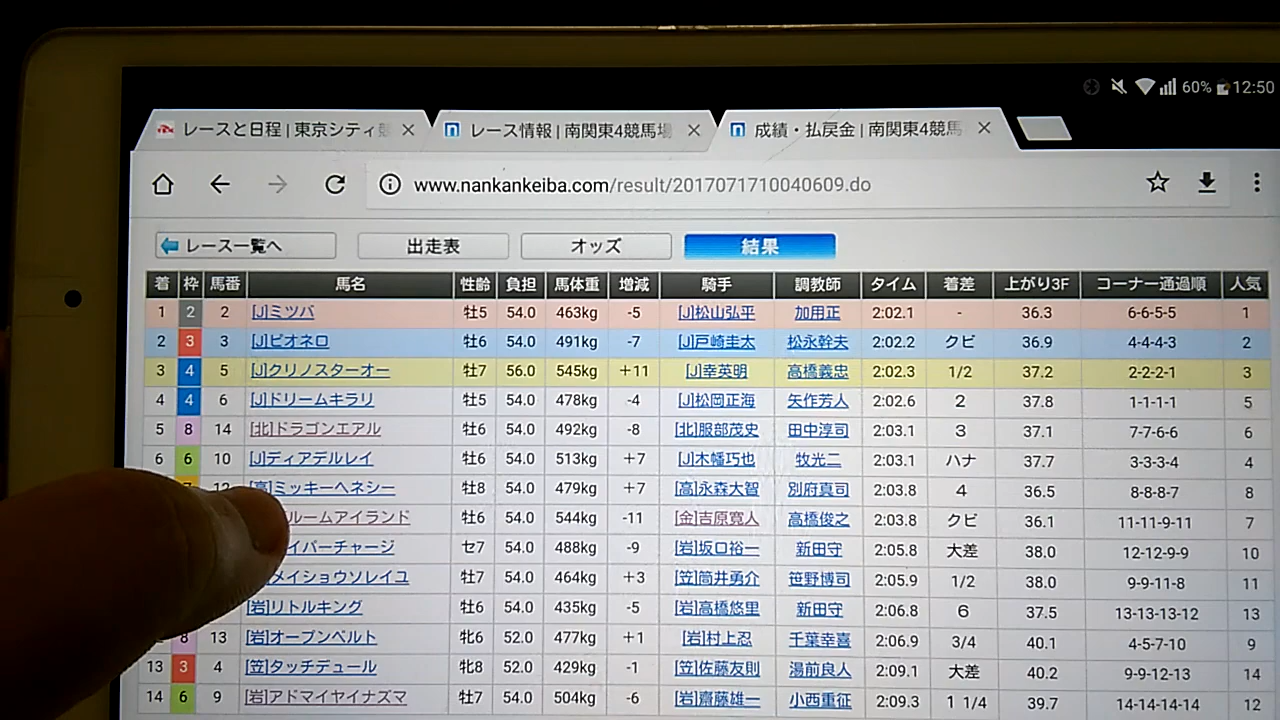 60% 12:50
レースと日程 | 東京シティ競 × レース情報 | 南関東4競馬場 × 成績・払戻金 | 南関東4競馬 ×
www.nankankeiba.com/result/2017071710040609.do
レース一覧へ 出走表 オッズ 結果
着 枠 馬番 馬名 性齢 負担 馬体重 増減 騎手 調教師 タイム 着差 上がり3F コーナー通過順 人気
1 2 2 [J]ミツバ 牡5 54.0 463kg -5 [J]松山弘平 加用正 2:02.1 - 36.3 6-6-5-5 1
2 3 3 [J]ピオネロ 牡6 54.0 491kg -7 [J]戸崎圭太 松永幹夫 2:02.2 クビ 36.9 4-4-4-3 2
3 4 5 [J]クリノスターオー 牡7 56.0 545kg +11 [J]幸英明 高橋義忠 2:02.3 1/2 37.2 2-2-2-1 3
4 4 6 [J]ドリームキラリ 牡5 54.0 478kg -4 [J]松岡正海 矢作芳人 2:02.6 2 37.8 1-1-1-1 5
5 8 14 [北]ドラゴンエアル 牡6 54.0 492kg -8 [北]服部茂史 田中淳司 2:03.1 3 37.1 7-7-6-6 6
6 6 10 [J]ディアデルレイ 牡6 54.0 513kg +7 [J]木幡巧也 牧光二 2:03.1 ハナ 37.7 3-3-3-4 4
7 12 [高]ミッキーヘネシー 牡8 54.0 479kg +7 [高]永森大智 別府真司 2:03.8 4 36.5 8-8-8-7 8
ルームアイランド 牡6 54.0 544kg -11 [金]吉原寛人 高橋俊之 2:03.8 クビ 36.1 11-11-9-11 7
イバーチャージ セ7 54.0 488kg -9 [岩]坂口裕一 新田守 2:05.8 大差 38.0 12-12-9-9 10
メイショウソレイユ 牡7 54.0 464kg +3 [笠]筒井勇介 笹野博司 2:05.9 1/2 38.0 9-9-11-8 11
[岩]リトルキング 牡6 54.0 435kg -5 [岩]高橋悠里 新田守 2:06.8 6 37.5 13-13-13-12 13
8 13 [岩]オープンベルト 牝6 52.0 477kg +1 [岩]村上忍 千葉幸喜 2:06.9 3/4 40.1 4-5-7-10 9
13 3 4 [笠]タッチデュール 牝8 52.0 429kg -1 [笠]佐藤友則 湯前良人 2:09.1 大差 40.2 9-9-12-13 14
14 6 9 [岩]アドマイヤイナズマ 牡7 54.0 504kg -6 [岩]齋藤雄一 小西重征 2:09.3 1 1/4 39.7 14-14-14-14 12